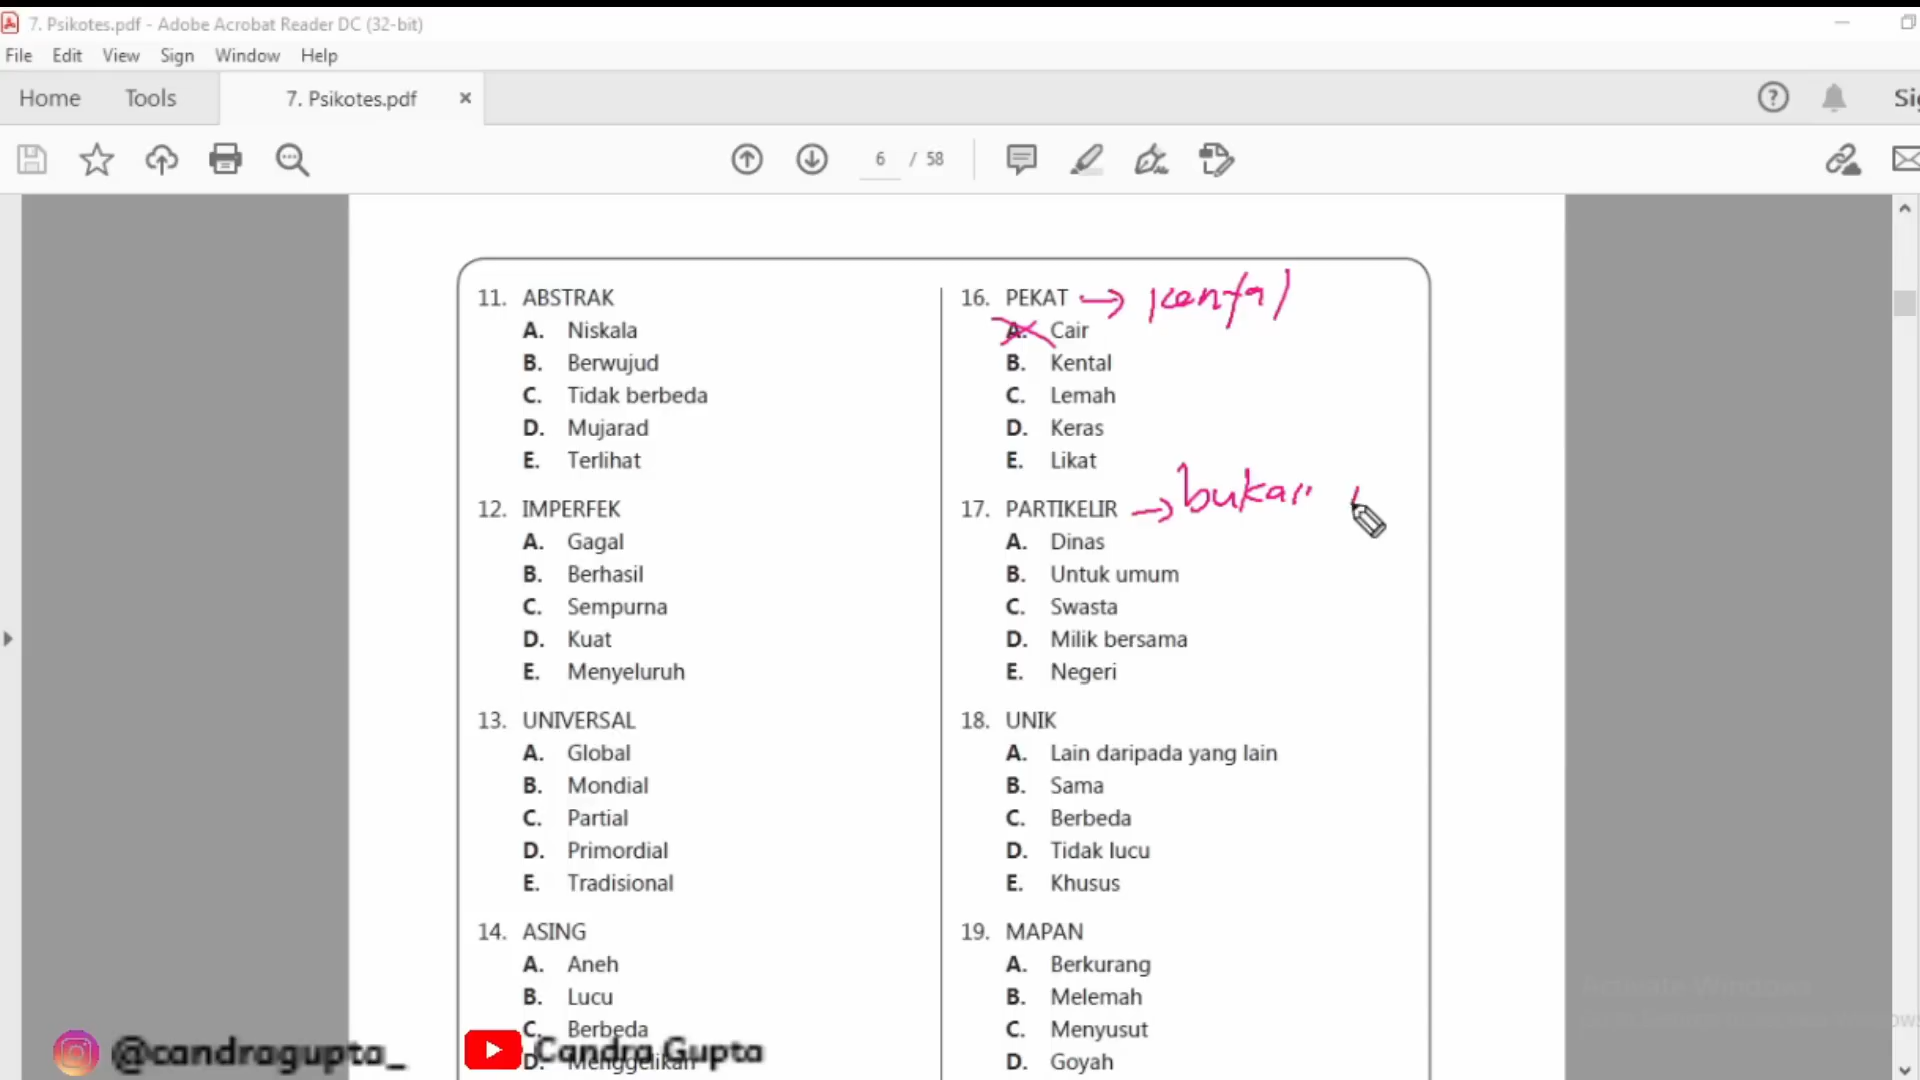 7. Psikotes.pdf - Adobe Acrobat Reader DC (32-bit)
File Edit View Sign Window Help
Home Tools 7. Psikotes.pdf
6 / 58
11. ABSTRAK
A. Niskala
B. Berwujud
C. Tidak berbeda
D. Mujarad
E. Terlihat
12. IMPERFEK
A. Gagal
B. Berhasil
C. Sempurna
D. Kuat
E. Menyeluruh
13. UNIVERSAL
A. Global
B. Mondial
C. Partial
D. Primordial
E. Tradisional
14. ASING
A. Aneh
B. Lucu
C. Berbeda
D. Menggelikan
16. PEKAT → kental
A. Cair
B. Kental
C. Lemah
D. Keras
E. Likat
17. PARTIKELIR → bukan
A. Dinas
B. Untuk umum
C. Swasta
D. Milik bersama
E. Negeri
18. UNIK
A. Lain daripada yang lain
B. Sama
C. Berbeda
D. Tidak lucu
E. Khusus
19. MAPAN
A. Berkurang
B. Melemah
C. Menyusut
D. Goyah
@candragupta_
Candra Gupta